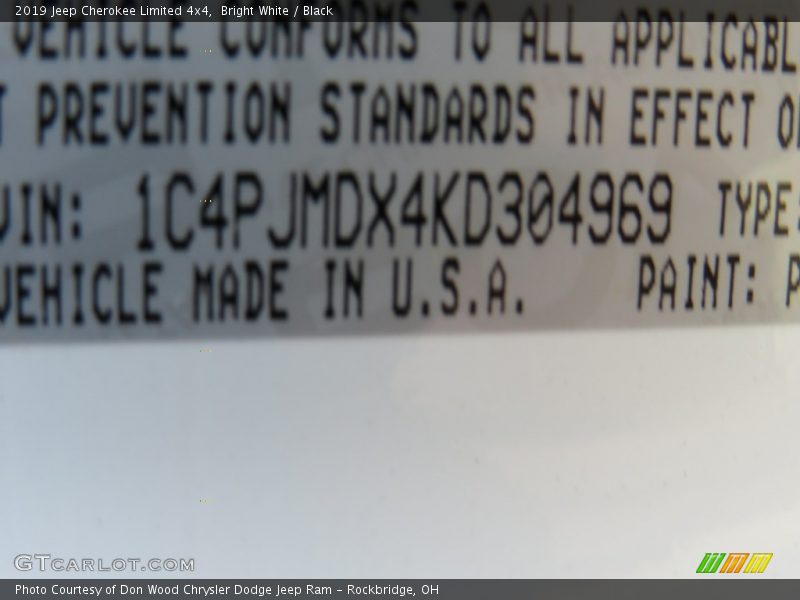 2019 Jeep Cherokee Limited 4x4,  Bright White / Black
VEHICLE CONFORMS TO ALL APPLICABL
T PREVENTION STANDARDS IN EFFECT O
VIN: 1C4PJMDX4KD304969 TYPE:
VEHICLE MADE IN U.S.A. PAINT: P
GTCARLOT.COM
Photo Courtesy of Don Wood Chrysler Dodge Jeep Ram - Rockbridge, OH